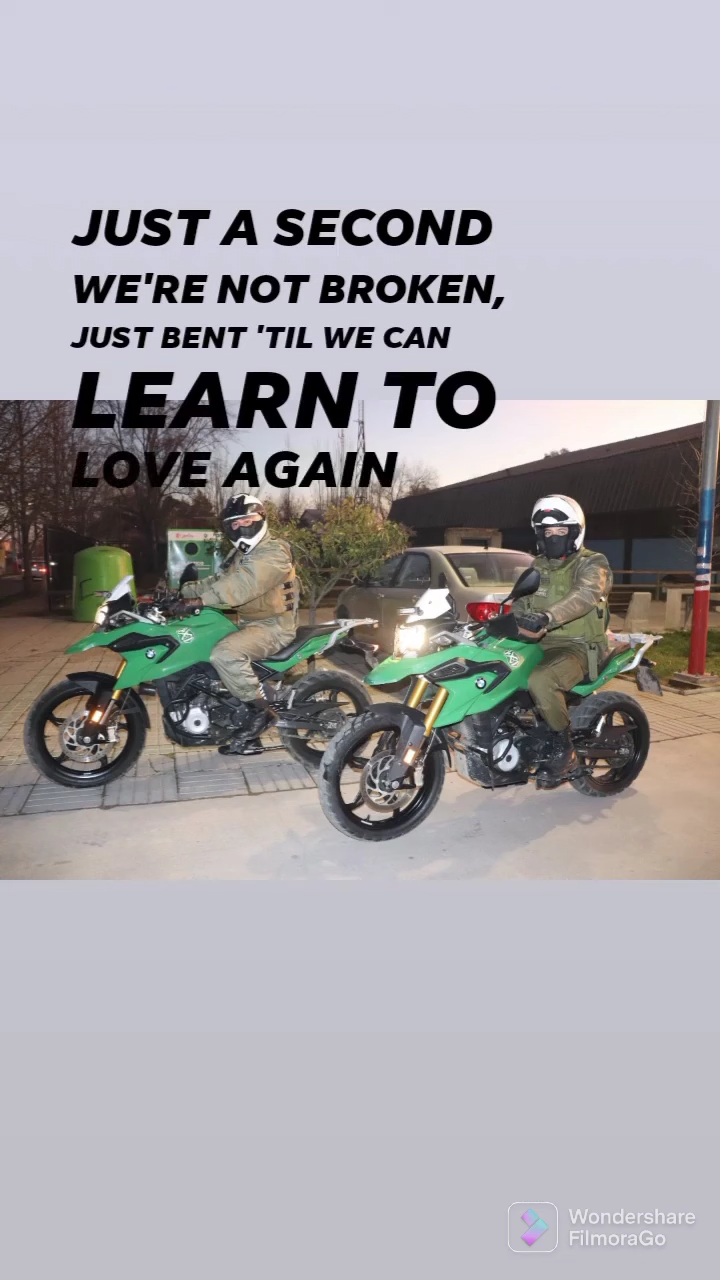 JUST A SECOND
WE'RE NOT BROKEN,
JUST BENT 'TIL WE CAN
LEARN TO
LOVE AGAIN
Wondershare
FilmoraGo